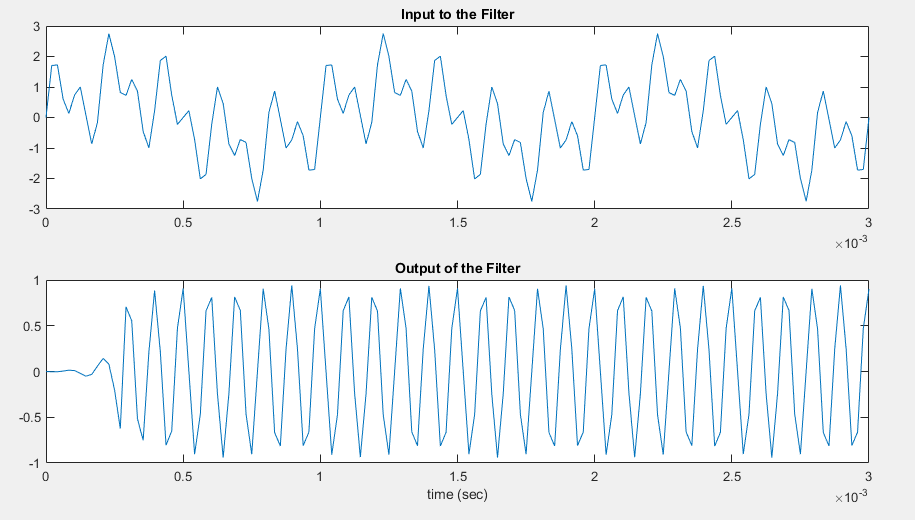 Input to the Filter
3
2
1
0
-1
-2
-3
0 0.5 1 1.5 2 2.5 3
×10-3
Output of the Filter
1
0.5
0
-0.5
-1
0 0.5 1 1.5 2 2.5 3
time (sec)
×10-3